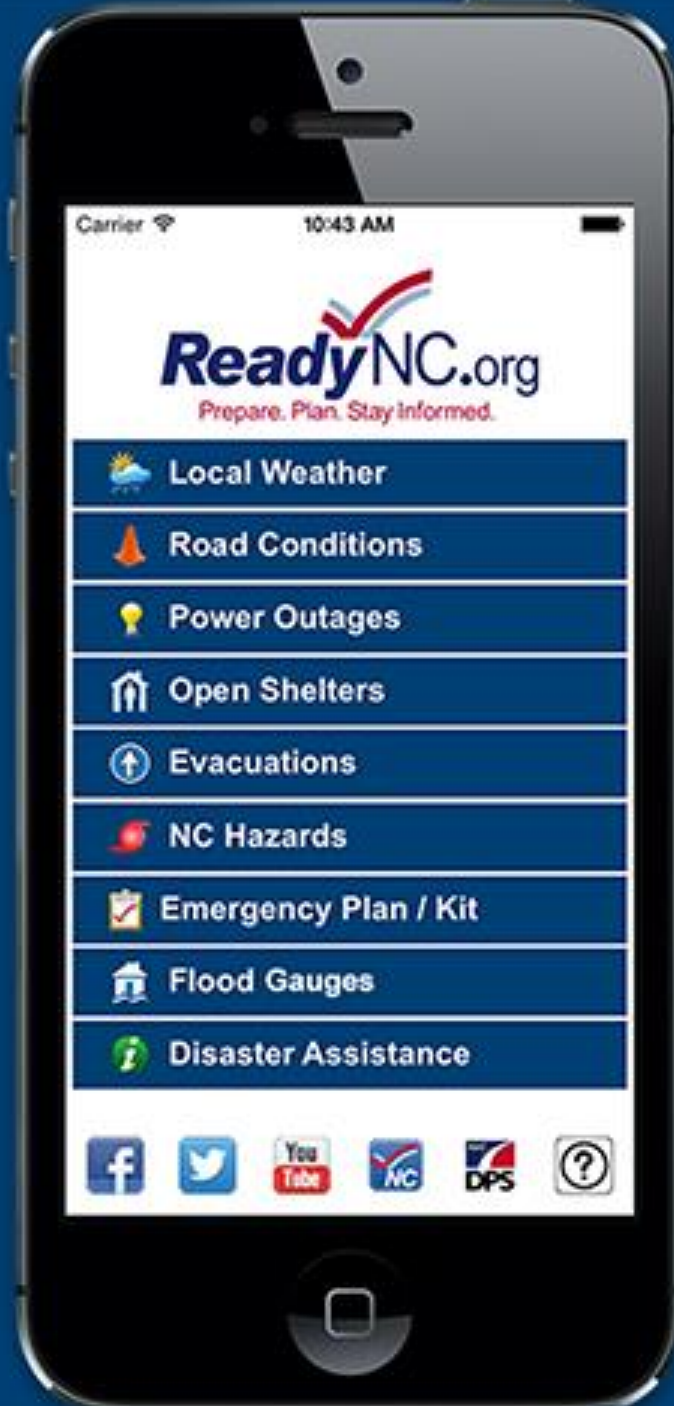 Carrier 10:43 AM
ReadyNC.org
Prepare. Plan. Stay informed.
Local Weather
Road Conditions
Power Outages
Open Shelters
Evacuations
NC Hazards
Emergency Plan / Kit
Flood Gauges
Disaster Assistance
f You Tube NC DPS ?